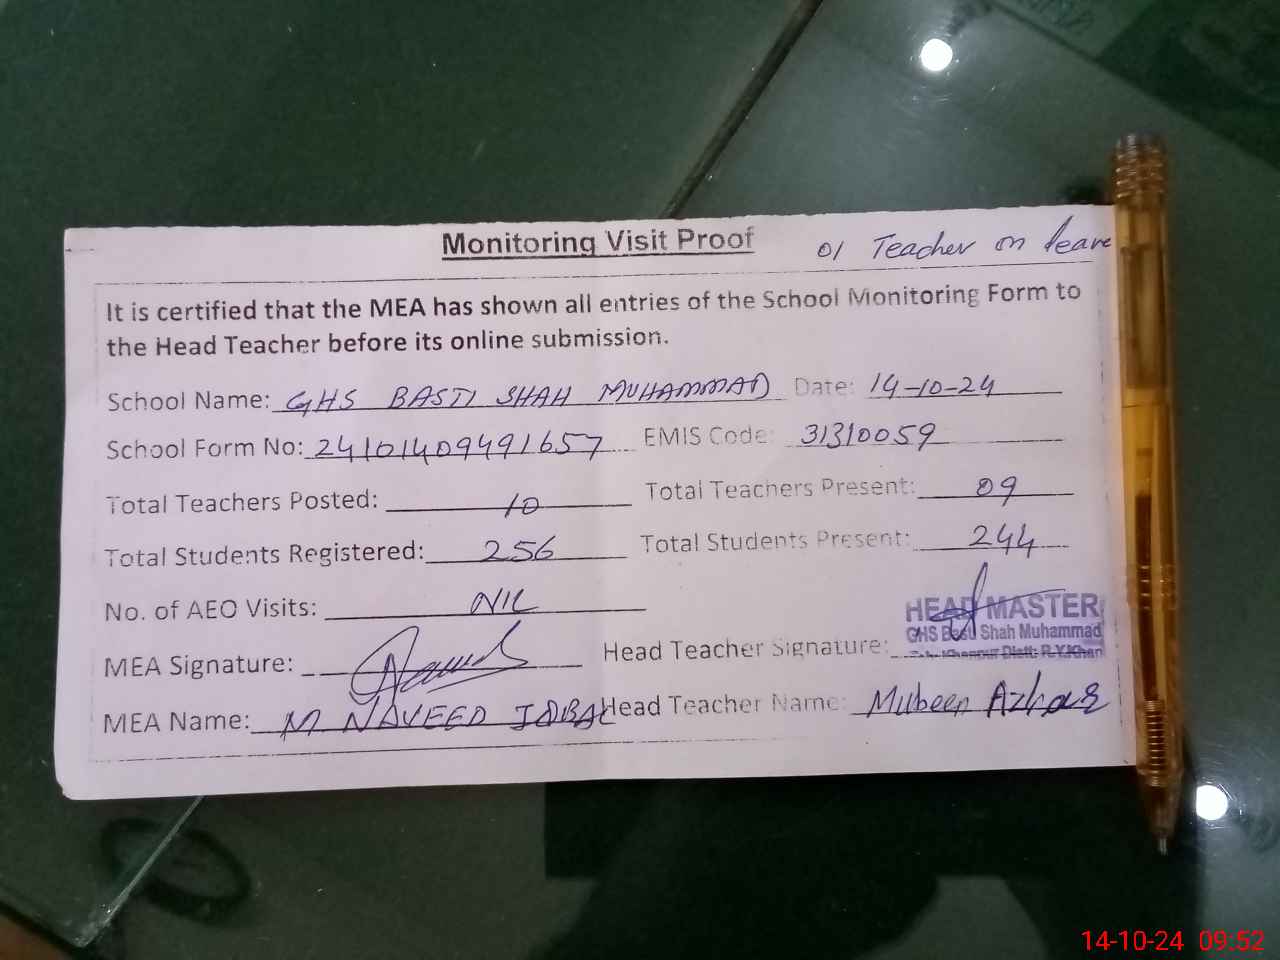 Monitoring Visit Proof 01 Teacher on leave
It is certified that the MEA has shown all entries of the School Monitoring Form to
the Head Teacher before its online submission.
School Name: GHS BASTI SHAH MUHAMMAD Date: 14-10-24
School Form No: 24101409491657 EMIS Code: 31310059
Total Teachers Posted: 10 Total Teachers Present: 09
Total Students Registered: 256 Total Students Present: 244
No. of AEO Visits: NIL
HEAD MASTER
GHS Basti Shah Muhammad
MEA Signature: Head Teacher Signature:
Khanpur Distt: R.Y.Khan
MEA Name: M NAVEED IQBAL Head Teacher Name: Mubeen Azhar
14-10-24 09:52